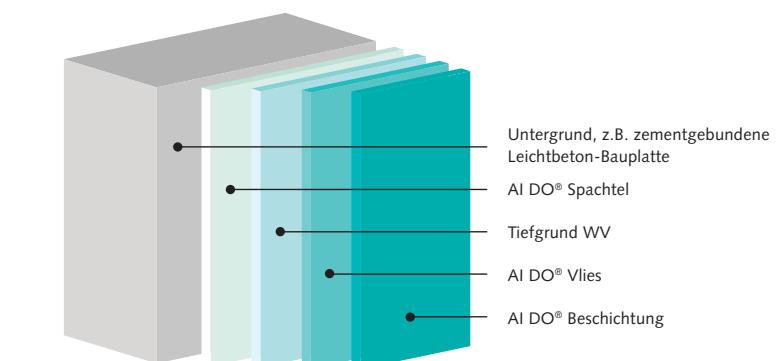 Untergrund, z.B. zementgebundene
Leichtbeton-Bauplatte
AI DO® Spachtel
Tiefgrund WV
AI DO® Vlies
AI DO® Beschichtung